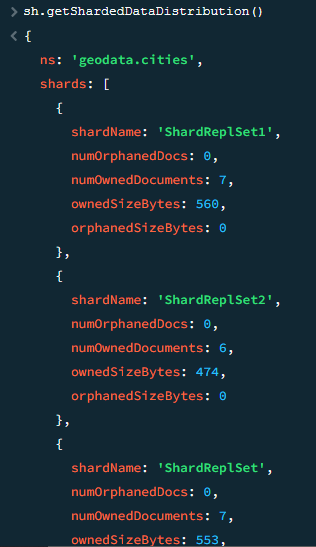 > sh.getShardedDataDistribution()
< {
ns: 'geodata.cities',
shards: [
{
shardName: 'ShardReplSet1',
numOrphanedDocs: 0,
numOwnedDocuments: 7,
ownedSizeBytes: 560,
orphanedSizeBytes: 0
},
{
shardName: 'ShardReplSet2',
numOrphanedDocs: 0,
numOwnedDocuments: 6,
ownedSizeBytes: 474,
orphanedSizeBytes: 0
},
{
shardName: 'ShardReplSet',
numOrphanedDocs: 0,
numOwnedDocuments: 7,
ownedSizeBytes: 553,